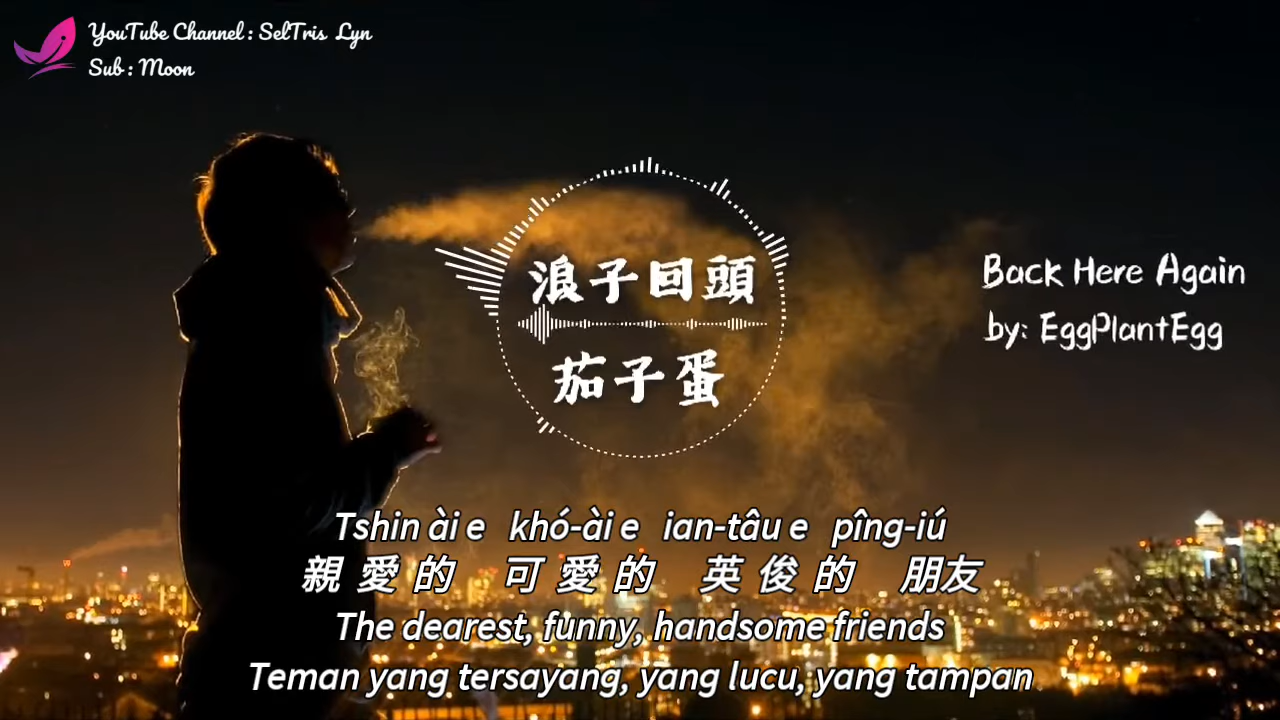 YouTube Channel : SelTris Lyn
Sub : Moon
浪子回頭
茄子蛋
Back Here Again
by: EggPlantEgg
Tshin ài e khó-ài e ian-tâu e pîng-iú
親愛的 可愛的 英俊的 朋友
The dearest, funny, handsome friends
Teman yang tersayang, yang lucu, yang tampan